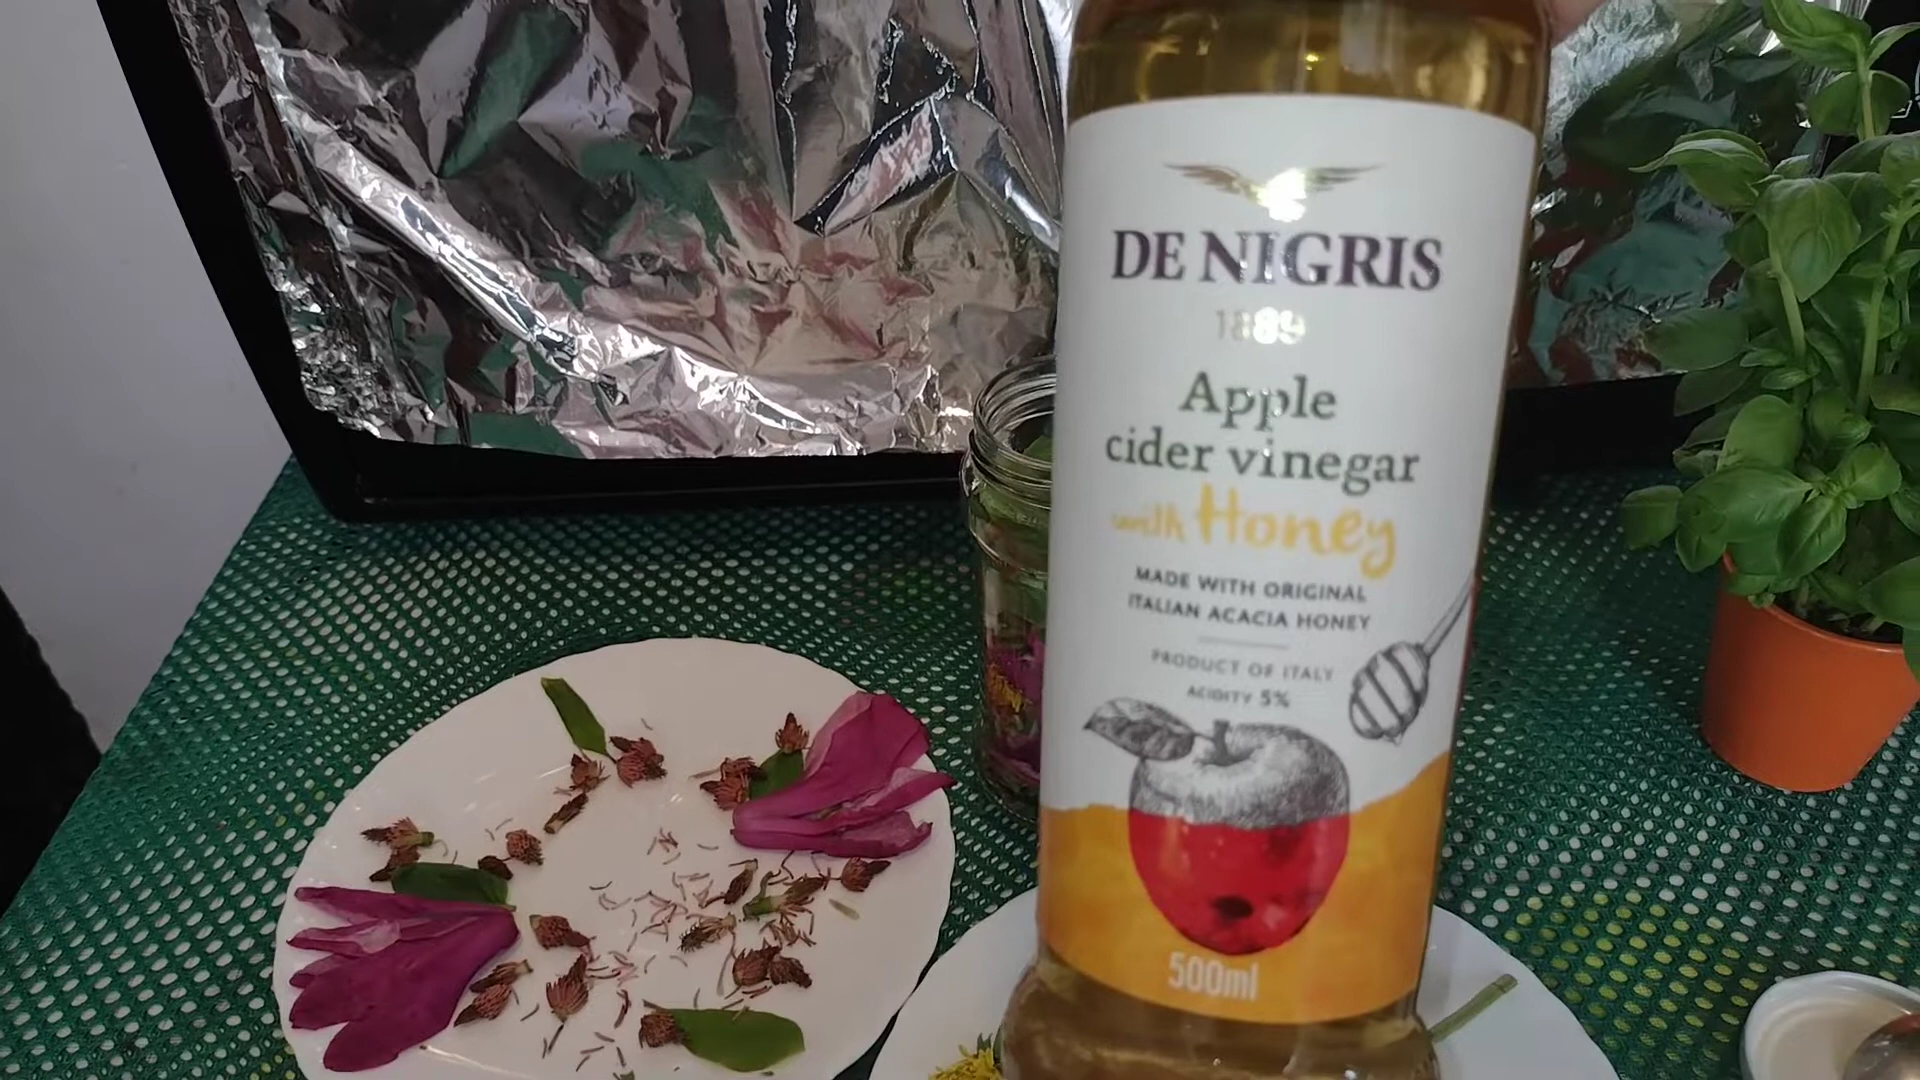 DE NIGRIS
1889
Apple
cider vinegar
with Honey
MADE WITH ORIGINAL
ITALIAN ACACIA HONEY
PRODUCT OF ITALY
ACIDITY 5%
500ml